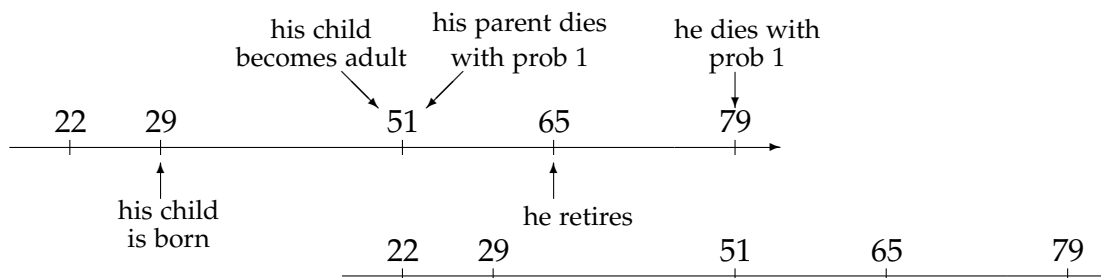 his child
becomes adult
his parent dies
with prob 1
he dies with
prob 1
22 29 51 65 79
his child
is born
he retires
22 29 51 65 79